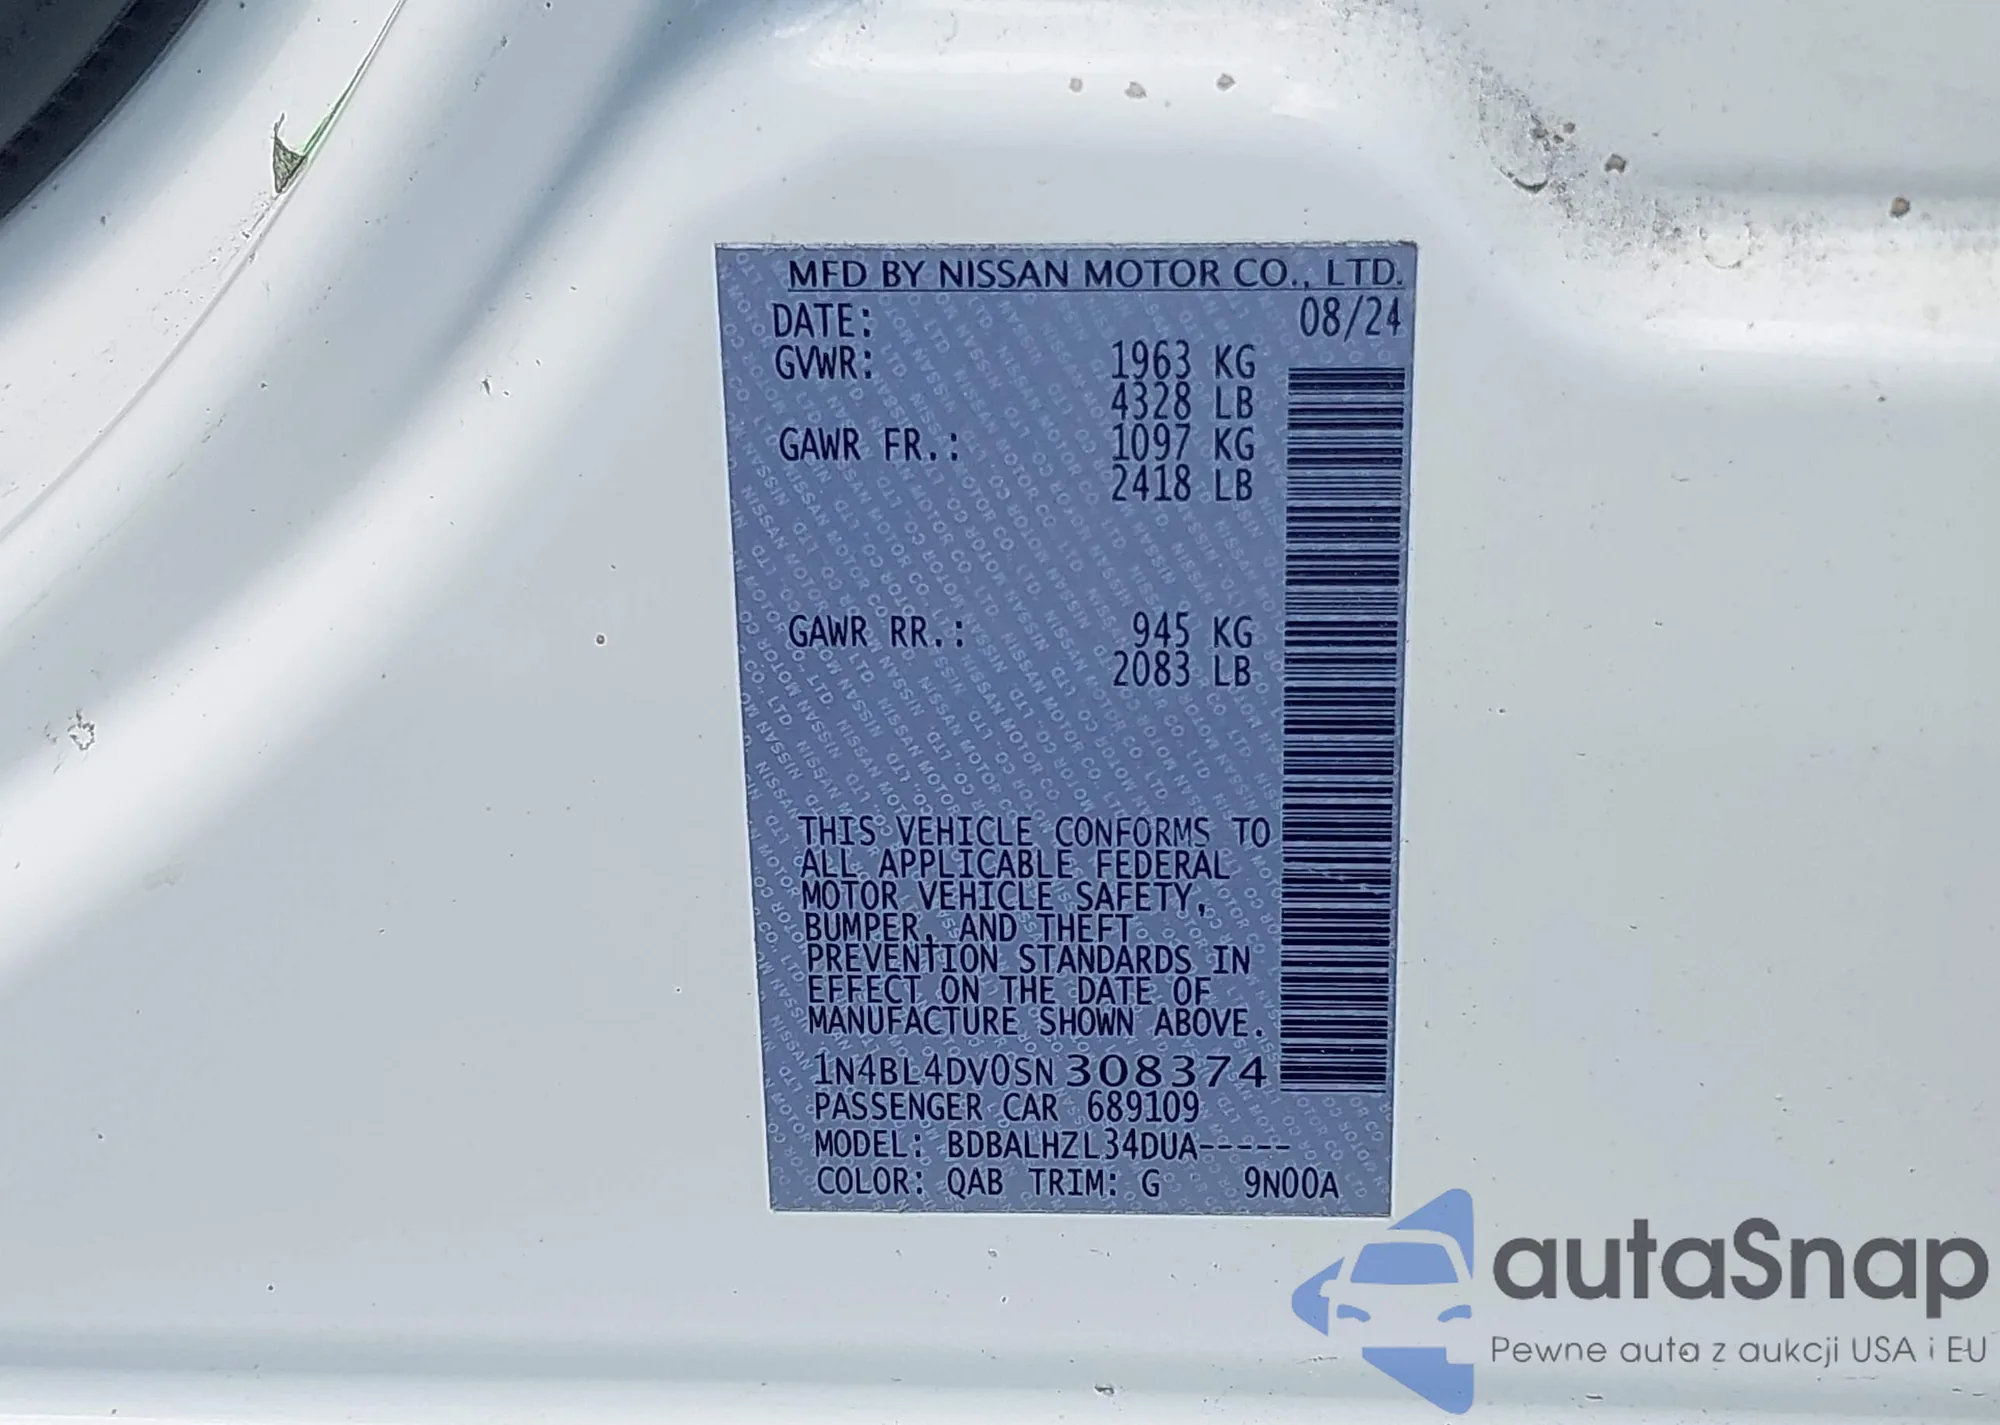 MFD BY NISSAN MOTOR CO., LTD.
DATE: 08/24
GVWR: 1963 KG
4328 LB
GAWR FR.: 1097 KG
2418 LB
GAWR RR.: 945 KG
2083 LB
THIS VEHICLE CONFORMS TO
ALL APPLICABLE FEDERAL
MOTOR VEHICLE SAFETY,
BUMPER, AND THEFT
PREVENTION STANDARDS IN
EFFECT ON THE DATE OF
MANUFACTURE SHOWN ABOVE.
1N4BL4DV0SN308374
PASSENGER CAR 689109
MODEL: BDBALHZL34DUA-----
COLOR: QAB TRIM: G 9N00A
autaSnap
Pewne auta z aukcji USA i EU